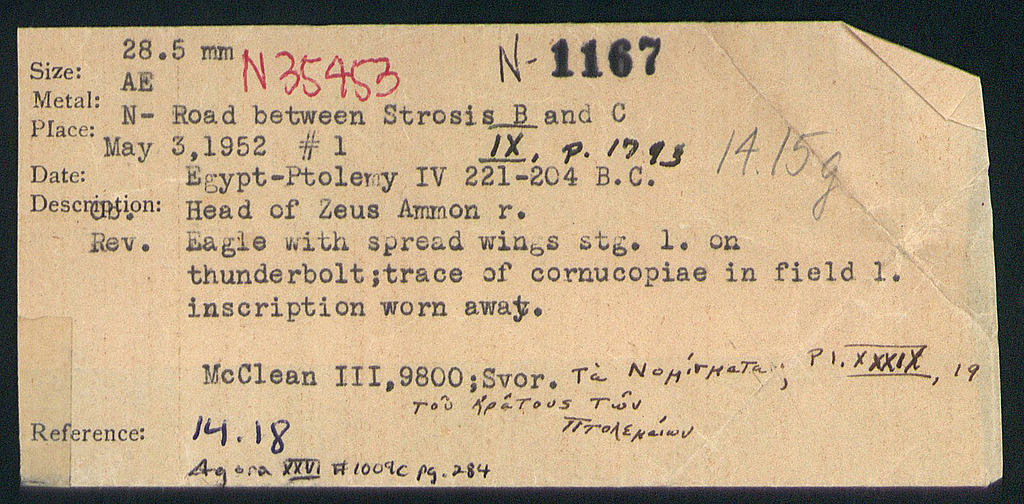 Size: 28.5 mm N35453 N-1167
Metal: AE
Place: N- Road between Strosis B and C
May 3,1952 #1 IX, p. 1793 14.15g
Date: Egypt-Ptolemy IV 221-204 B.C.
Description: Ob. Head of Zeus Ammon r.
Rev. Eagle with spread wings stg. l. on
thunderbolt;trace of cornucopiae in field l.
inscription worn away.
McClean III,9800;Svor. Τὰ Νομίσματα, Pl. XXXIX, 19
τοῦ Κράτους τῶν
Πτολεμαίων
Reference: 14.18
Agora XXVI #1009c pg. 284